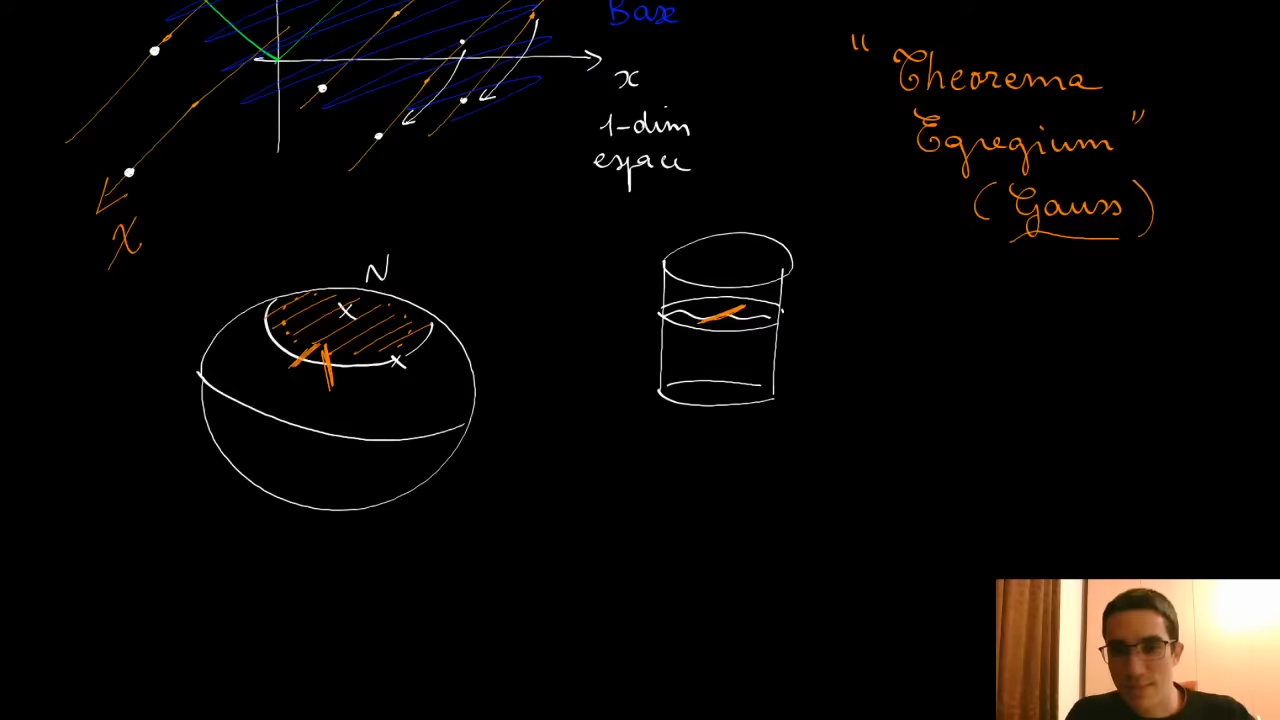 Base
x
1-dim
espace
X
"Theorema
Egregium"
(Gauss)
N